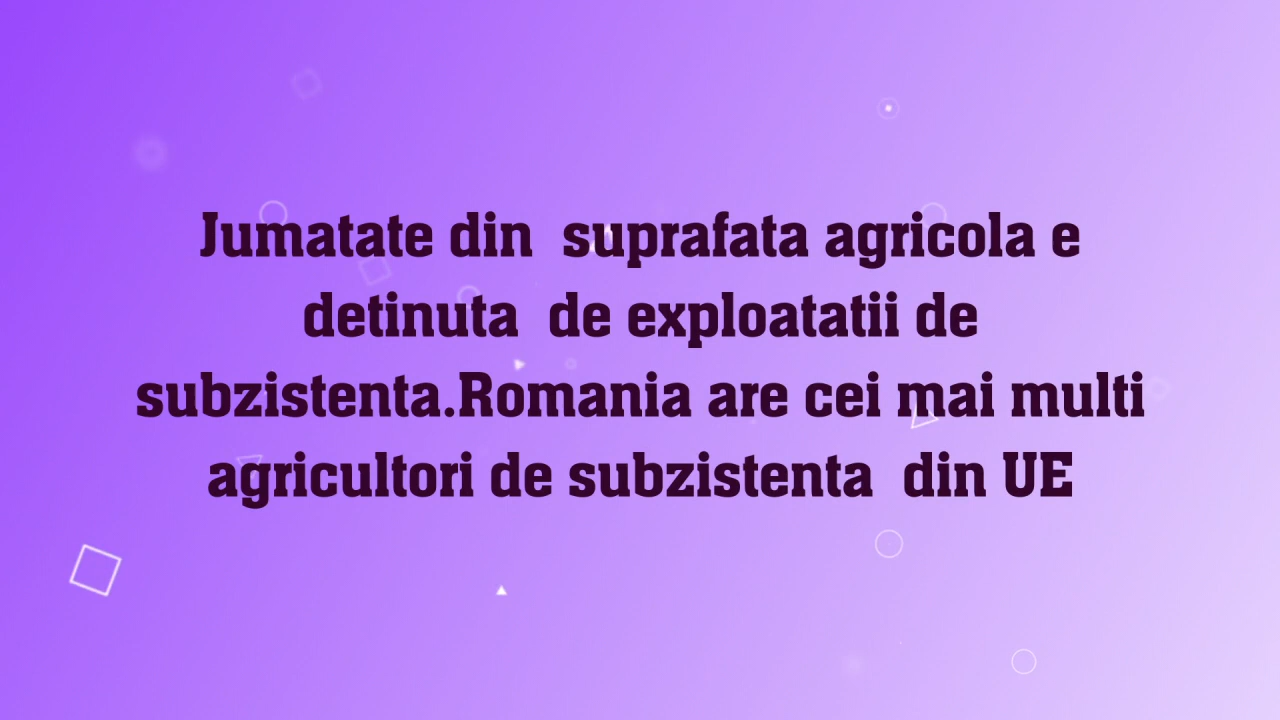 Jumatate din  suprafata agricola e
detinuta  de exploatatii de
subzistenta.Romania are cei mai multi
agricultori de subzistenta  din UE